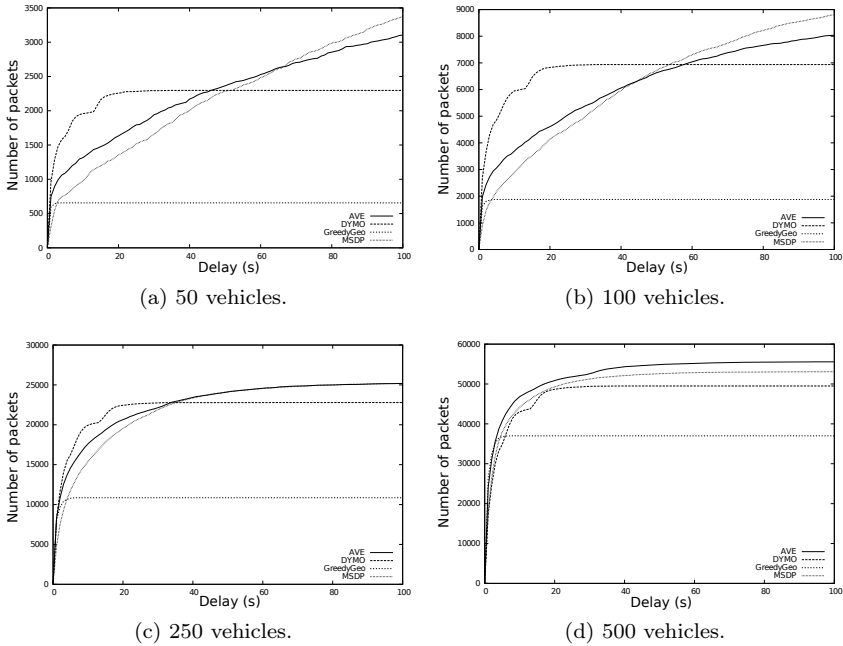 3500
3000
2500
2000
1500
1000
500
0
Number of packets
AVE
DYMO
GreedyGeo
MSDP
0 20 40 60 80 100
Delay (s)
(a) 50 vehicles.
9000
8000
7000
6000
5000
4000
3000
2000
1000
0
Number of packets
AVE
DYMO
GreedyGeo
MSDP
0 20 40 60 80 100
Delay (s)
(b) 100 vehicles.
30000
25000
20000
15000
10000
5000
0
Number of packets
AVE
DYMO
GreedyGeo
MSDP
0 20 40 60 80 100
Delay (s)
(c) 250 vehicles.
60000
50000
40000
30000
20000
10000
0
Number of packets
AVE
DYMO
GreedyGeo
MSDP
0 20 40 60 80 100
Delay (s)
(d) 500 vehicles.